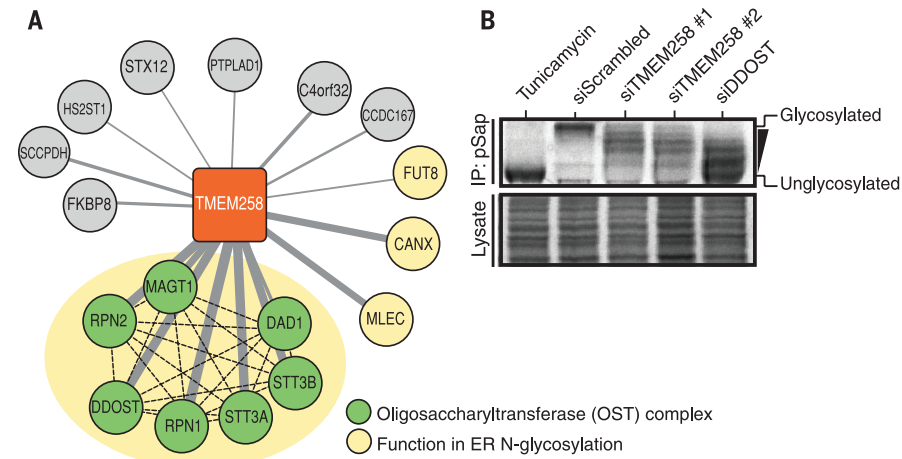 A
STX12
PTPLAD1
C4orf32
HS2ST1
CCDC167
SCCPDH
FUT8
FKBP8
TMEM258
CANX
MAGT1
MLEC
RPN2
DAD1
STT3B
DDOST
RPN1
STT3A
Oligosaccharyltransferase (OST) complex
Function in ER N-glycosylation
B
Tunicamycin
siScrambled
siTMEM258 #1
siTMEM258 #2
siDDOST
IP: pSap
Glycosylated
Unglycosylated
Lysate